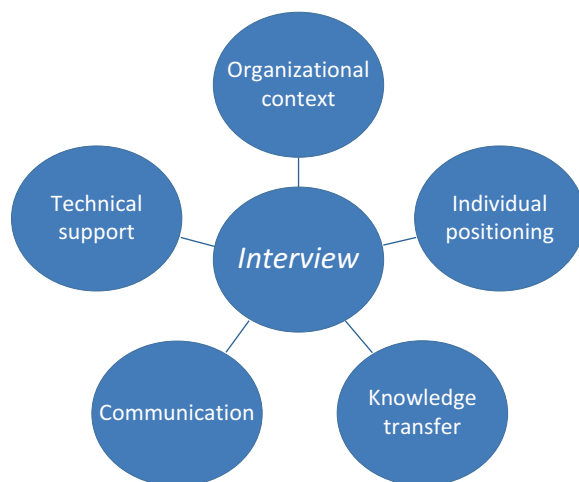 Organizational
context
Technical
support
Individual
positioning
Interview
Communication
Knowledge
transfer